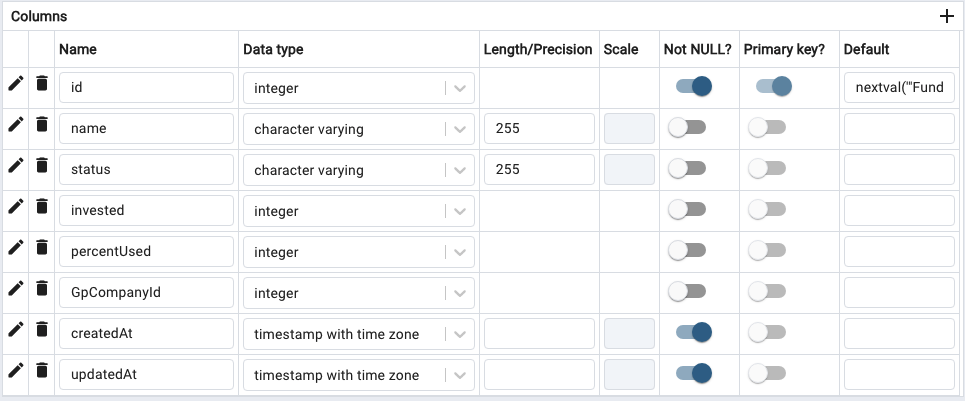 Columns
Name Data type Length/Precision Scale Not NULL? Primary key? Default
id integer nextval('"Fund
name character varying 255
status character varying 255
invested integer
percentUsed integer
GpCompanyId integer
createdAt timestamp with time zone
updatedAt timestamp with time zone